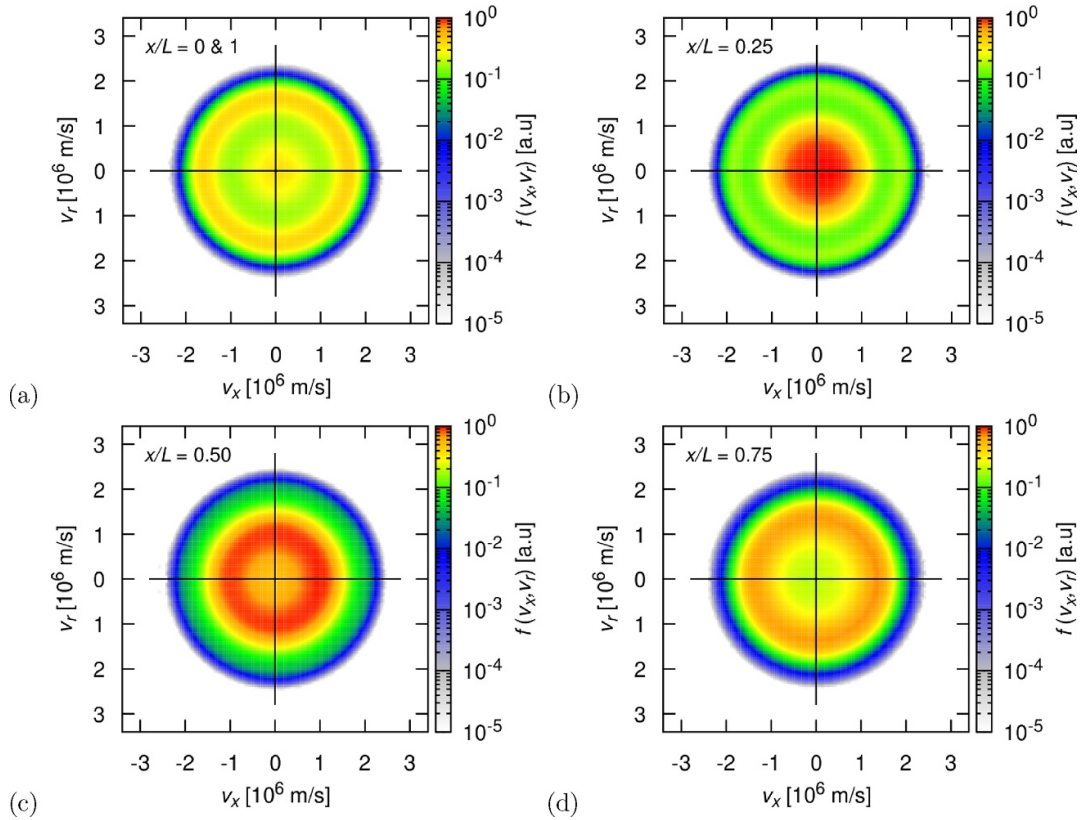 x/L = 0 & 1
3
2
1
0
1
2
3
v_r [10^6 m/s]
-3 -2 -1 0 1 2 3
v_x [10^6 m/s]
10^0
10^-1
10^-2
10^-3
10^-4
10^-5
f (v_x,v_r) [a.u]
(a)
x/L = 0.25
3
2
1
0
1
2
3
v_r [10^6 m/s]
-3 -2 -1 0 1 2 3
v_x [10^6 m/s]
10^0
10^-1
10^-2
10^-3
10^-4
10^-5
f (v_x,v_r) [a.u]
(b)
x/L = 0.50
3
2
1
0
1
2
3
v_r [10^6 m/s]
-3 -2 -1 0 1 2 3
v_x [10^6 m/s]
10^0
10^-1
10^-2
10^-3
10^-4
10^-5
f (v_x,v_r) [a.u]
(c)
x/L = 0.75
3
2
1
0
1
2
3
v_r [10^6 m/s]
-3 -2 -1 0 1 2 3
v_x [10^6 m/s]
10^0
10^-1
10^-2
10^-3
10^-4
10^-5
f (v_x,v_r) [a.u]
(d)